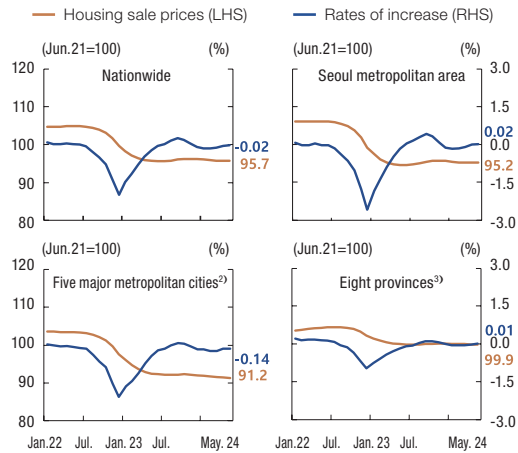 Housing sale prices (LHS) Rates of increase (RHS)
(Jun.21=100) (%) (Jun.21=100) (%)
120 Nationwide Seoul metropolitan area 3.0
110 1.5
100 -0.02 0.02 0.0
90 95.7 95.2 -1.5
80 -3.0
(Jun.21=100) (%) (Jun.21=100) (%)
120 Five major metropolitan cities²⁾ Eight provinces³⁾ 3.0
110 1.5
100 -0.14 0.01 0.0
90 91.2 99.9 -1.5
80 -3.0
Jan.22 Jul. Jan. 23 Jul. May. 24 Jan.22 Jul. Jan. 23 Jul. May. 24